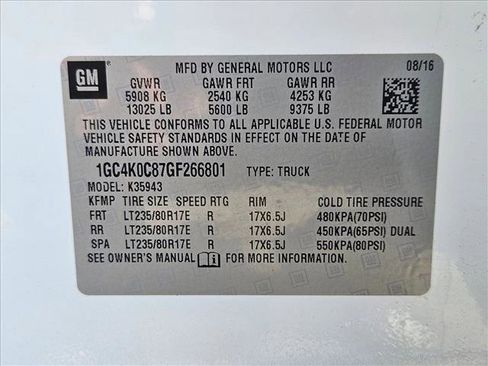 GM
MFD BY GENERAL MOTORS LLC 08/16
GVWR GAWR FRT GAWR RR
5908 KG 2540 KG 4253 KG
13025 LB 5600 LB 9375 LB
THIS VEHICLE CONFORMS TO ALL APPLICABLE U.S. FEDERAL MOTOR
VEHICLE SAFETY STANDARDS IN EFFECT ON THE DATE OF
MANUFACTURE SHOWN ABOVE.
1GC4K0C87GF266801 TYPE: TRUCK
MODEL: K35943
KFMP TIRE SIZE SPEED RTG RIM COLD TIRE PRESSURE
FRT LT235/80R17E R 17X6.5J 480KPA(70PSI)
RR LT235/80R17E R 17X6.5J 450KPA(65PSI) DUAL
SPA LT235/80R17E R 17X6.5J 550KPA(80PSI)
SEE OWNER'S MANUAL FOR MORE INFORMATION.